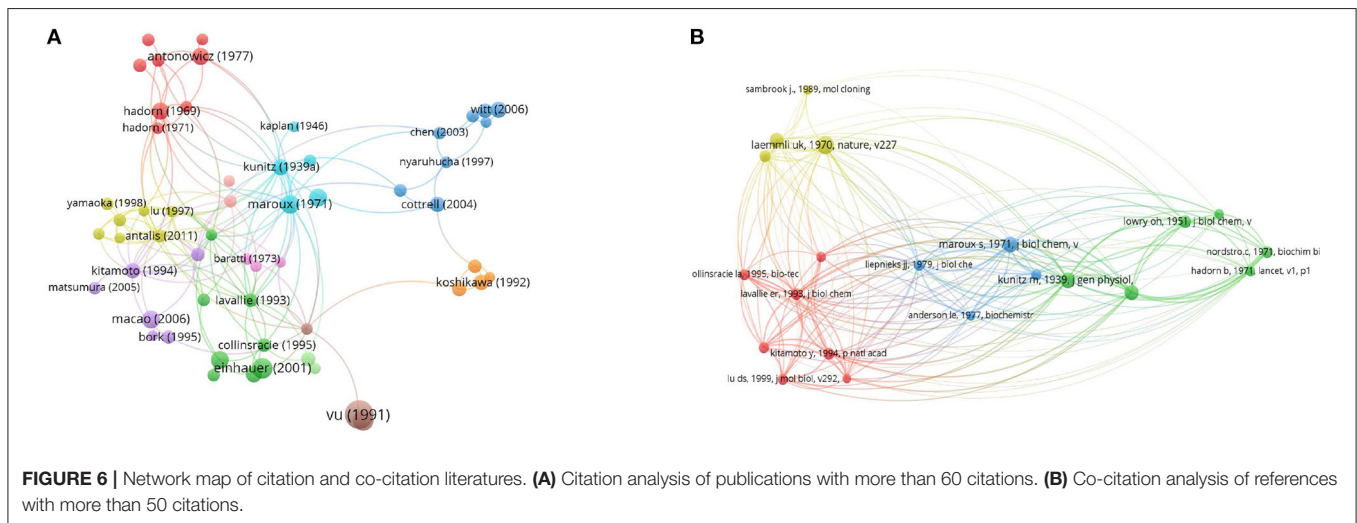 A
antonowicz (1977)
hadorn (1969)
hadorn (1971)
kaplan (1946)
witt (2006)
chen (2003)
kunitz (1939a)
nyaruhucha (1997)
maroux (1971)
cottrell (2004)
yamaoka (1998)
lu (1997)
antalis (2011)
baratti (1973)
kitamoto (1994)
koshikawa (1992)
matsumura (2005)
lavallie (1993)
macao (2006)
bork (1995)
collinsracie (1995)
einhauer (2001)
vu (1991)
B
sambrook j., 1989, mol cloning
laemmli uk, 1970, nature, v227
lowry oh, 1951, j biol chem, v
maroux s, 1971, j biol chem, v
nordstro.c, 1971, biochim bi
liepnieks jj, 1979, j biol che
ollinsracie la, 1995, bio-tec
kunitz m, 1939, j gen physiol,
hadorn b, 1971, lancet, v1, p1
lavallie er, 1993, j biol chem
anderson le, 1977, biochemistr
kitamoto y, 1994, p natl acad
lu ds, 1999, j mol biol, v292,
FIGURE 6 | Network map of citation and co-citation literatures. (A) Citation analysis of publications with more than 60 citations. (B) Co-citation analysis of references
with more than 50 citations.